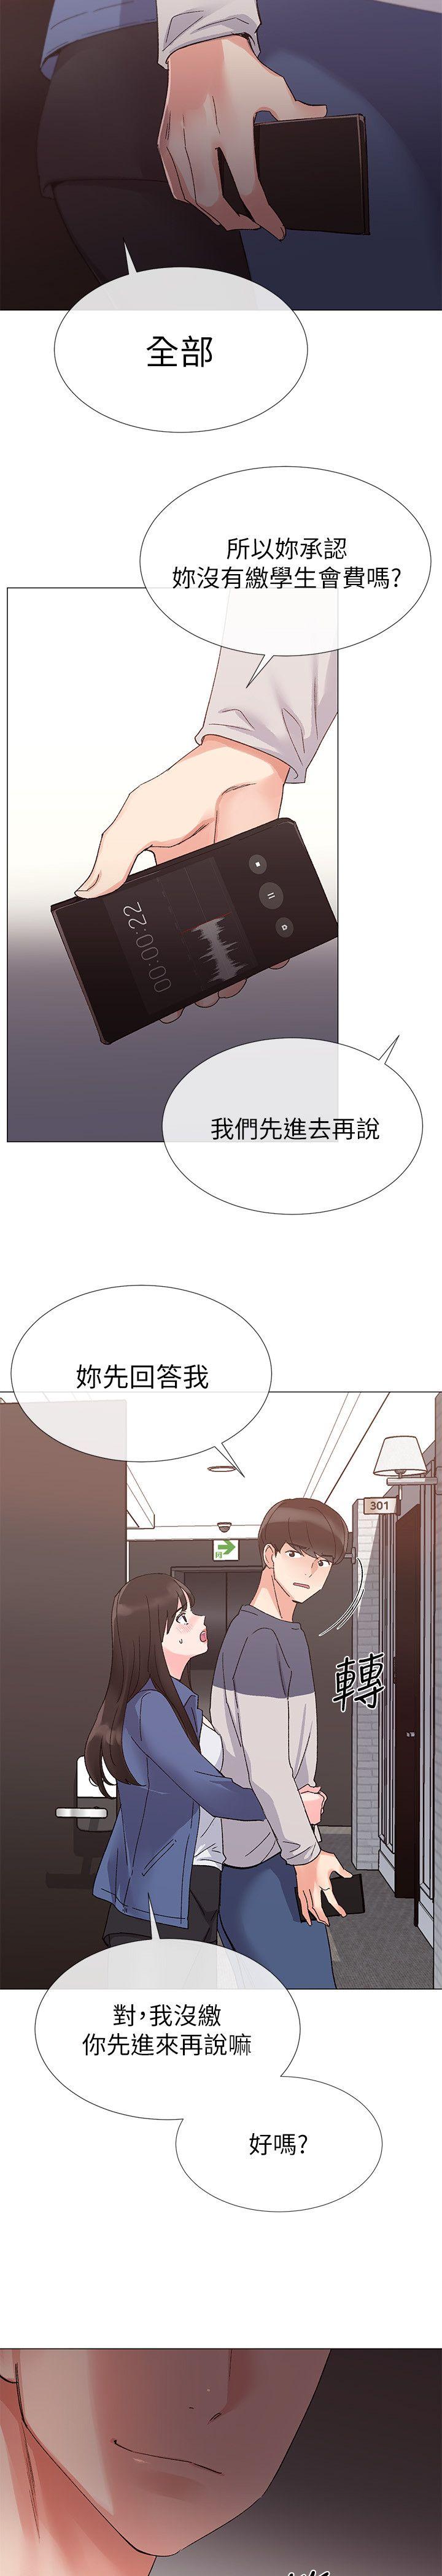 全部
所以妳承認
妳沒有繳學生會費嗎?
00:00:22
我們先進去再說
妳先回答我
301
轉
對,我沒繳
你先進來再說嘛
好嗎?